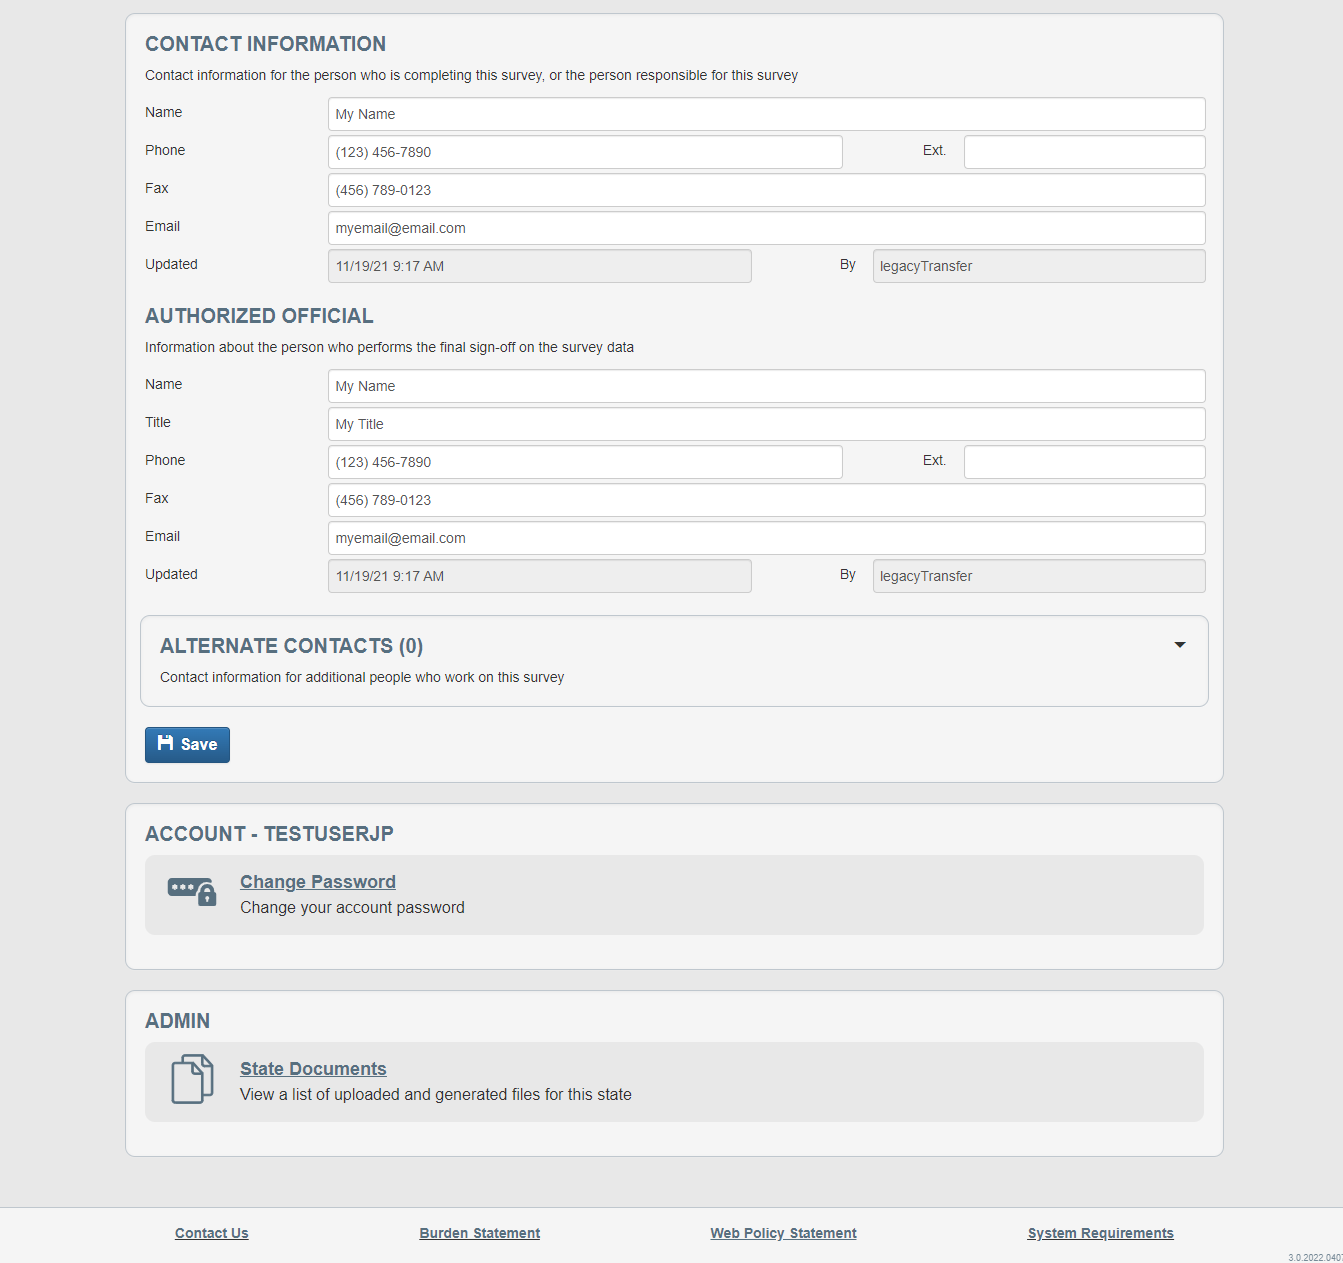 CONTACT INFORMATION
Contact information for the person who is completing this survey, or the person responsible for this survey
Name My Name
Phone (123) 456-7890 Ext.
Fax (456) 789-0123
Email myemail@email.com
Updated 11/19/21 9:17 AM By legacyTransfer
AUTHORIZED OFFICIAL
Information about the person who performs the final sign-off on the survey data
Name My Name
Title My Title
Phone (123) 456-7890 Ext.
Fax (456) 789-0123
Email myemail@email.com
Updated 11/19/21 9:17 AM By legacyTransfer
ALTERNATE CONTACTS (0)
Contact information for additional people who work on this survey
Save
ACCOUNT - TESTUSERJP
Change Password
Change your account password
ADMIN
State Documents
View a list of uploaded and generated files for this state
Contact Us Burden Statement Web Policy Statement System Requirements
3.0.2022.0407